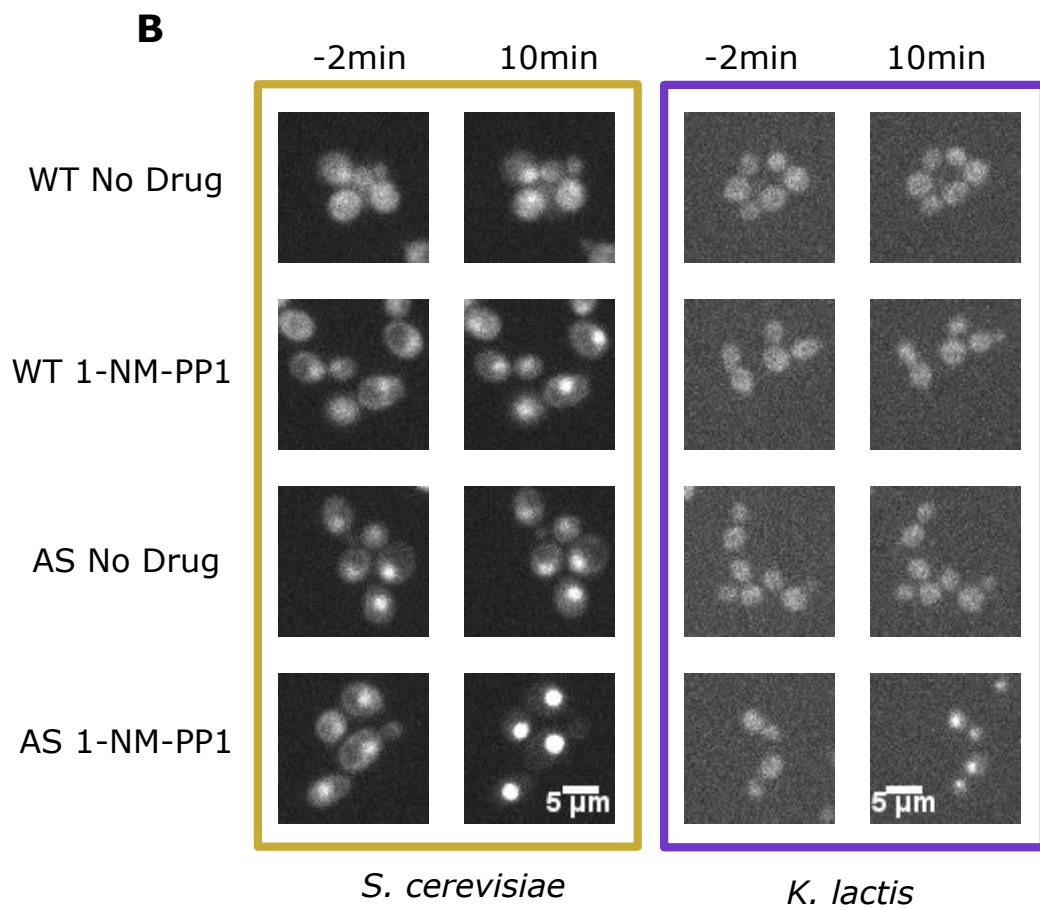 B
-2min 10min -2min 10min
WT No Drug
WT 1-NM-PP1
AS No Drug
AS 1-NM-PP1
5 µm 5 µm
S. cerevisiae K. lactis